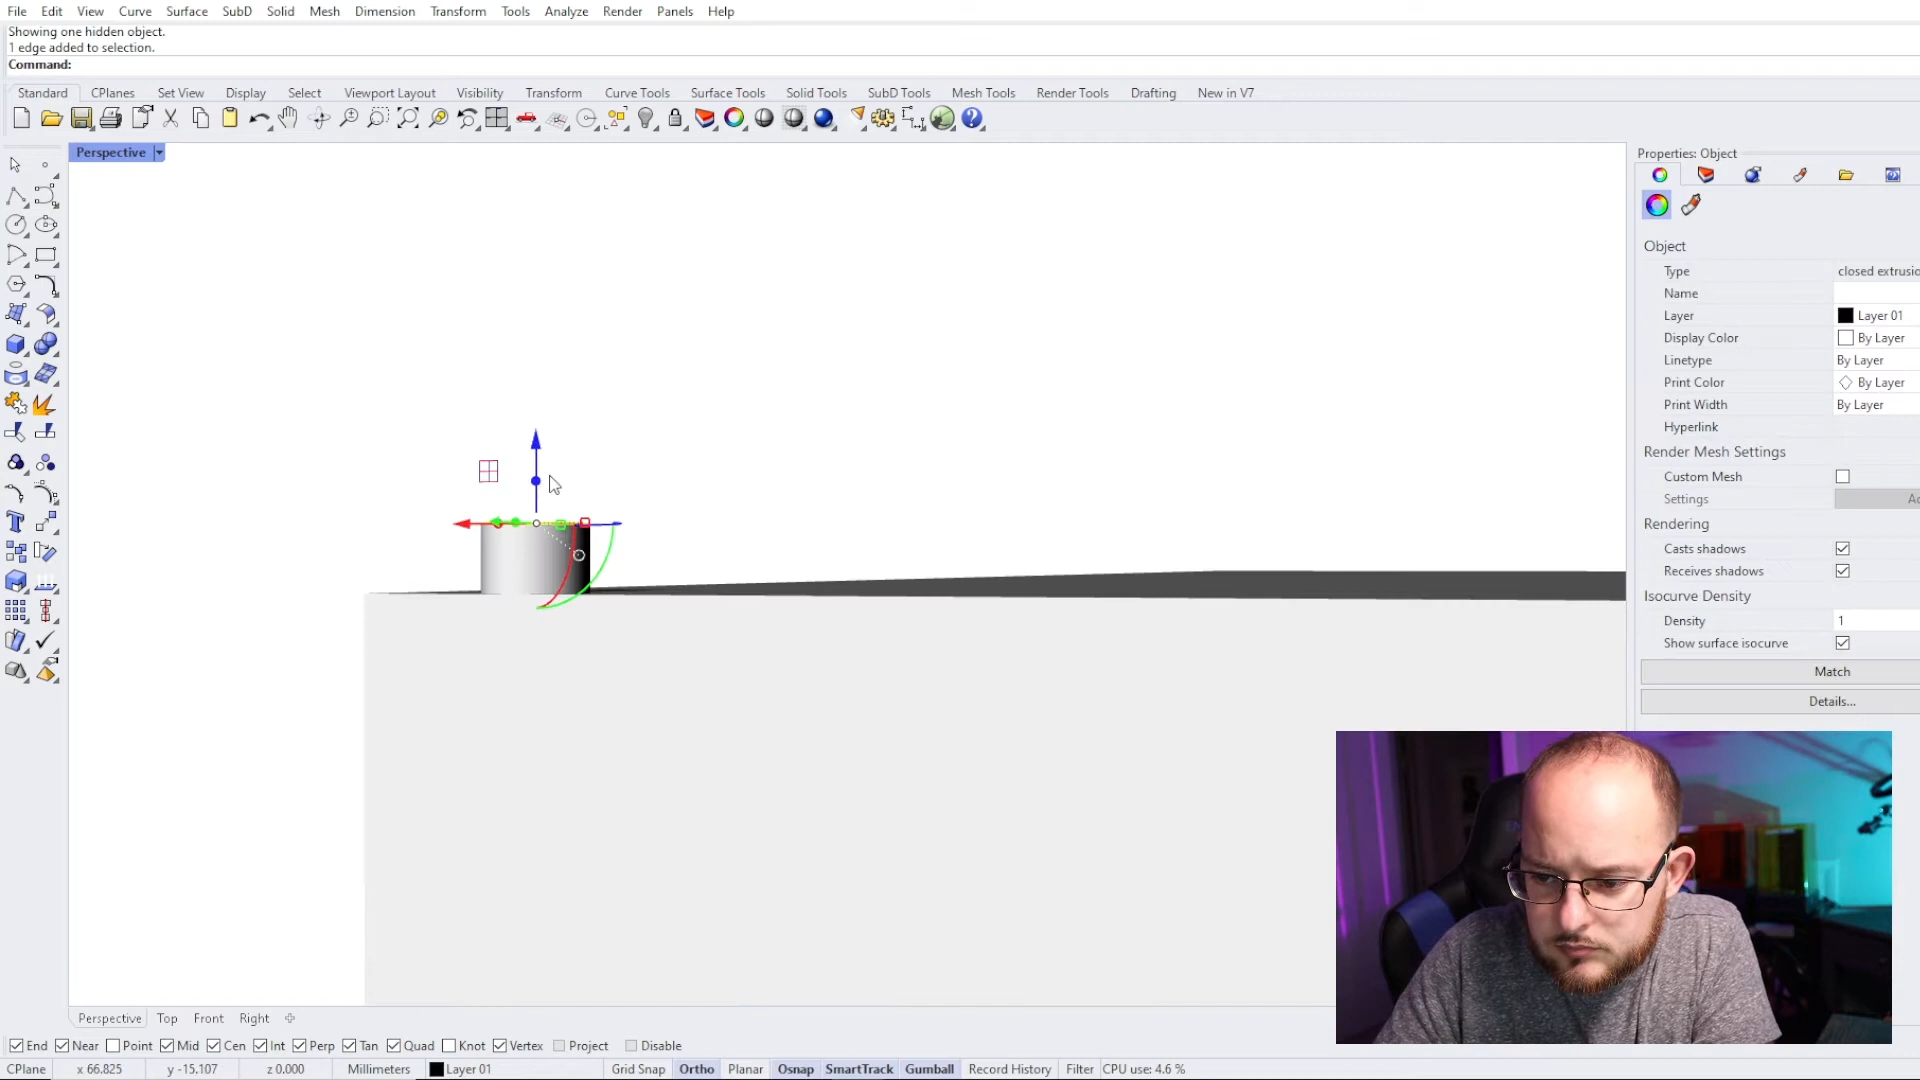 File Edit View Curve Surface SubD Solid Mesh Dimension Transform Tools Analyze Render Panels Help
Showing one hidden object.
1 edge added to selection.
Command:
Standard CPlanes Set View Display Select Viewport Layout Visibility Transform Curve Tools Surface Tools Solid Tools SubD Tools Mesh Tools Render Tools Drafting New in V7
Perspective
Properties: Object
Object
Type closed extrusio
Name
Layer Layer 01
Display Color By Layer
Linetype By Layer
Print Color By Layer
Print Width By Layer
Hyperlink
Render Mesh Settings
Custom Mesh
Settings
Rendering
Casts shadows
Receives shadows
Isocurve Density
Density 1
Show surface isocurve
Match
Details...
Perspective Top Front Right
End Near Point Mid Cen Int Perp Tan Quad Knot Vertex Project Disable
CPlane x 66.825 y -15.107 z 0.000 Millimeters Layer 01 Grid Snap Ortho Planar Osnap SmartTrack Gumball Record History Filter CPU use: 4.6 %